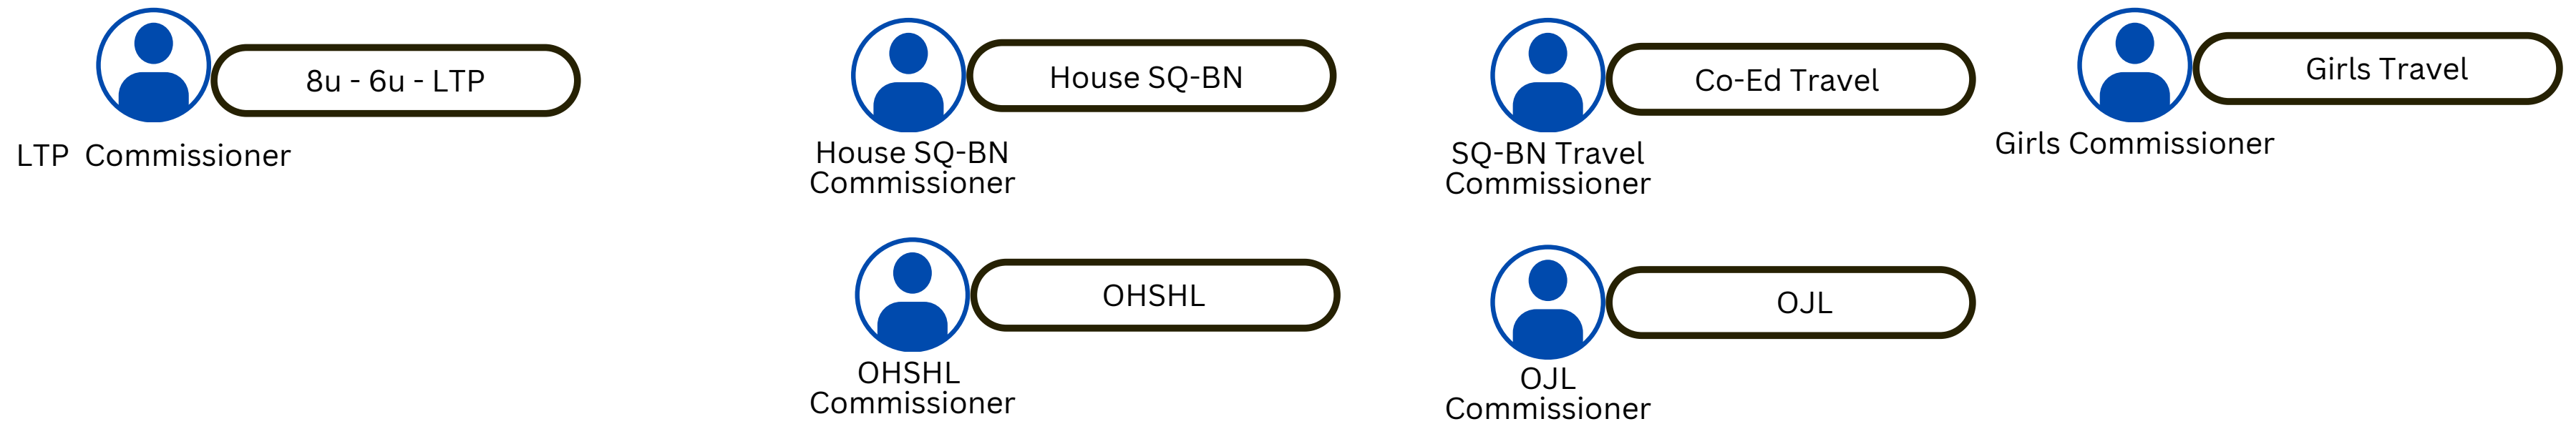 8u - 6u - LTP
LTP Commissioner
House SQ-BN
House SQ-BN
Commissioner
Co-Ed Travel
SQ-BN Travel
Commissioner
Girls Travel
Girls Commissioner
OHSHL
OHSHL
Commissioner
OJL
OJL
Commissioner